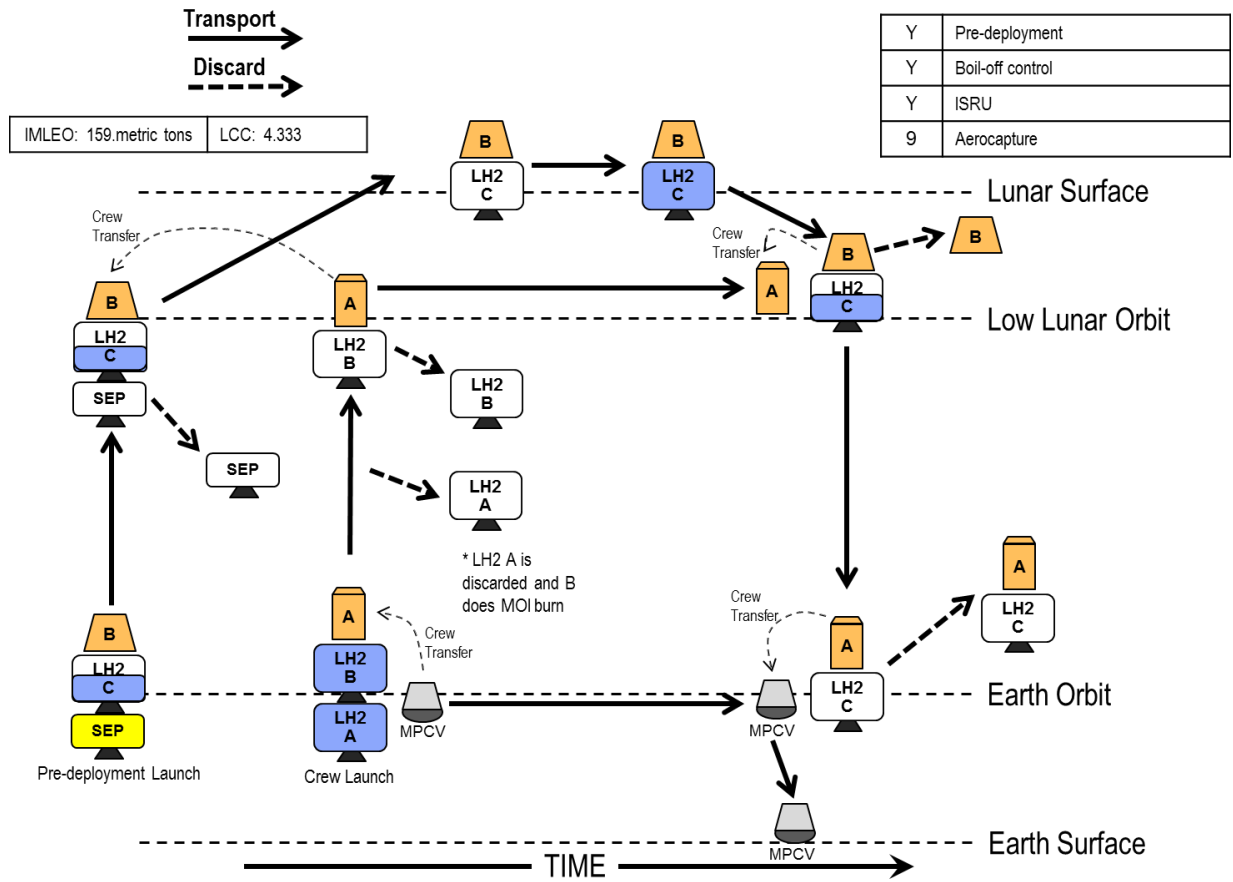 Transport
Discard
IMLEO: 159.metric tons LCC: 4.333
Y Pre-deployment
Y Boil-off control
Y ISRU
9 Aerocapture
B
LH2
C
B
LH2
C
Lunar Surface
Crew
Transfer
Crew
Transfer
B
B
A
B
LH2
C
A
LH2
C
Low Lunar Orbit
LH2
B
SEP
LH2
B
SEP
LH2
A
* LH2 A is
discarded and B
does MOI burn
A
LH2
C
B
LH2
C
SEP
Pre-deployment Launch
A
LH2
B
LH2
A
Crew Launch
Crew
Transfer
MPCV
Crew
Transfer
A
LH2
C
MPCV
Earth Orbit
MPCV
Earth Surface
TIME